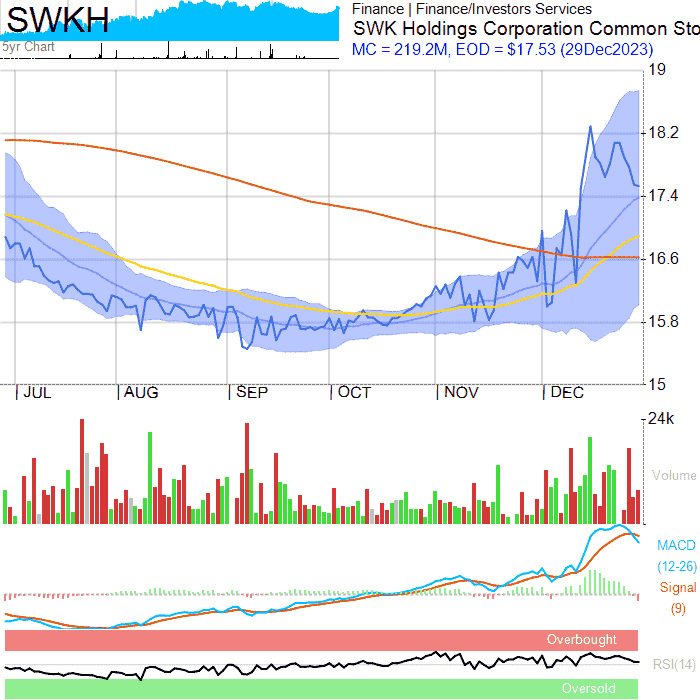 SWKH
5yr Chart
Finance | Finance/Investors Services
SWK Holdings Corporation Common Sto
MC = 219.2M, EOD = $17.53 (29Dec2023)
19
18.2
17.4
16.6
15.8
15
JUL AUG SEP OCT NOV DEC
24k
Volume
MACD
(12-26)
Signal
(9)
Overbought
RSI(14)
Oversold